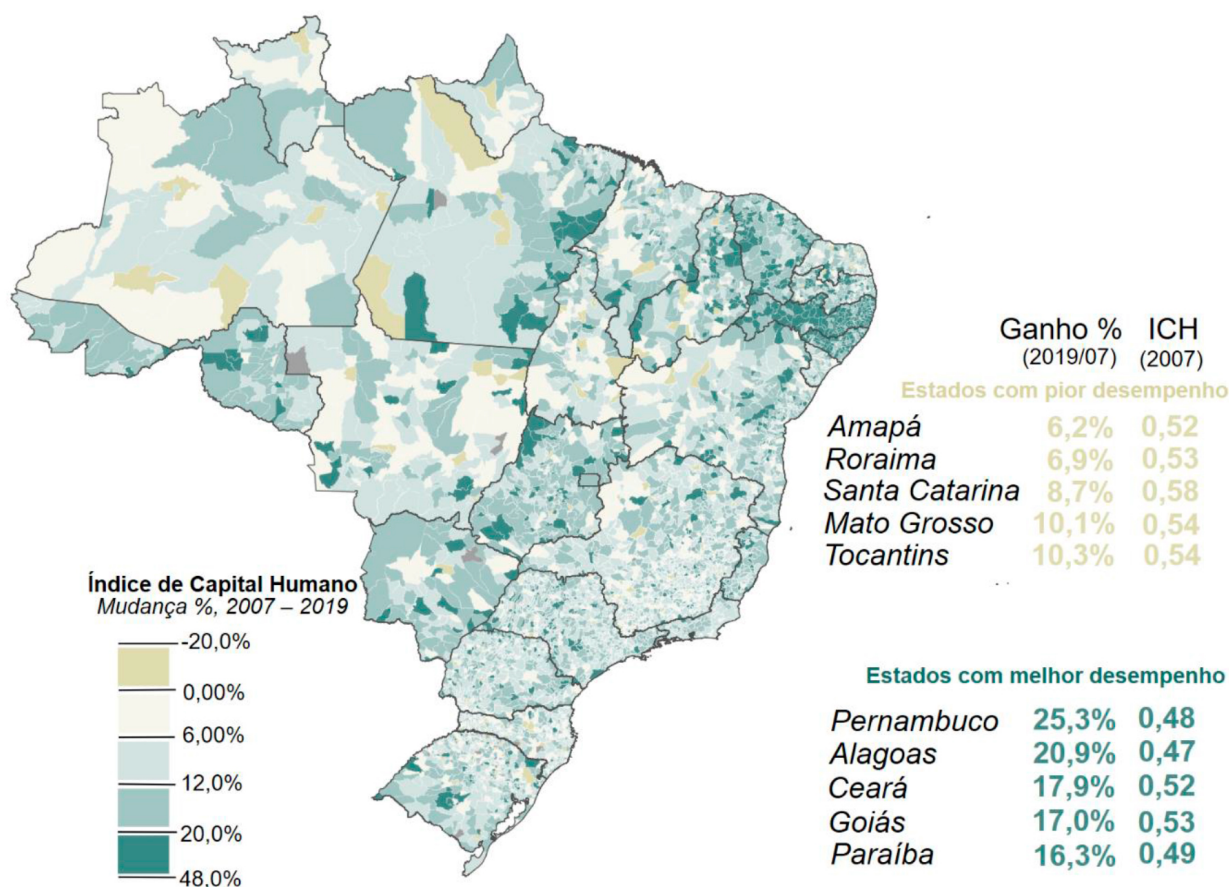 Ganho % ICH
(2019/07) (2007)
Estados com pior desempenho
Amapá 6,2% 0,52
Roraima 6,9% 0,53
Santa Catarina 8,7% 0,58
Mato Grosso 10,1% 0,54
Tocantins 10,3% 0,54
Índice de Capital Humano
Mudança %, 2007 – 2019
-20,0%
0,00%
6,00%
12,0%
20,0%
48,0%
Estados com melhor desempenho
Pernambuco 25,3% 0,48
Alagoas 20,9% 0,47
Ceará 17,9% 0,52
Goiás 17,0% 0,53
Paraíba 16,3% 0,49